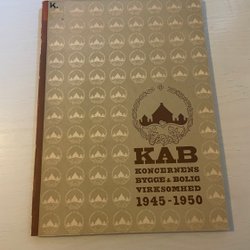 K.
KAB
KONCERNENS
BYGGE & BOLIG
VIRKSOMHED
1945-1950